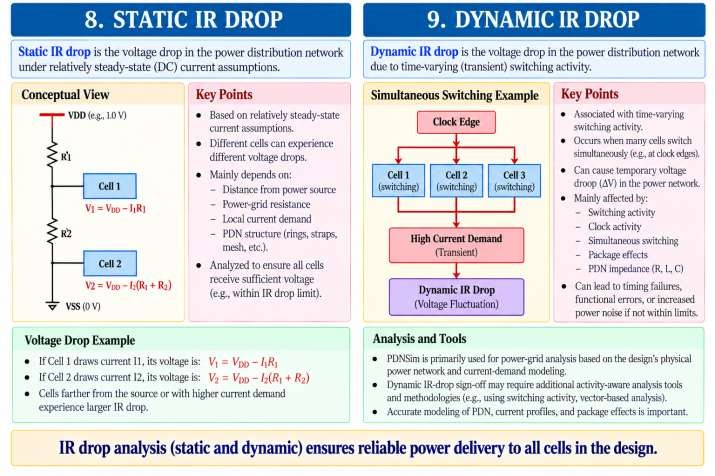 8. STATIC IR DROP
Static IR drop is the voltage drop in the power distribution network
under relatively steady-state (DC) current assumptions.
Conceptual View
VDD (e.g., 1.0 V)
R1
Cell 1
V₁ = V_DD – I₁R₁
R2
Cell 2
V₂ = V_DD – I₂(R₁ + R₂)
VSS (0 V)
Key Points
• Based on relatively steady-state
current assumptions.
• Different cells can experience
different voltage drops.
• Mainly depends on:
– Distance from power source
– Power-grid resistance
– Local current demand
– PDN structure (rings, straps,
mesh, etc.).
• Analyzed to ensure all cells
receive sufficient voltage
(e.g., within IR drop limit).
Voltage Drop Example
• If Cell 1 draws current I1, its voltage is: V₁ = V_DD – I₁R₁
• If Cell 2 draws current I2, its voltage is: V₂ = V_DD – I₂(R₁ + R₂)
• Cells farther from the source or with higher current demand
experience larger IR drop.
9. DYNAMIC IR DROP
Dynamic IR drop is the voltage drop in the power distribution network
due to time-varying (transient) switching activity.
Simultaneous Switching Example
Clock Edge
Cell 1
(switching)
Cell 2
(switching)
Cell 3
(switching)
High Current Demand
(Transient)
Dynamic IR Drop
(Voltage Fluctuation)
Key Points
• Associated with time-varying
switching activity.
• Occurs when many cells switch
simultaneously (e.g., at clock edges).
• Can cause temporary voltage
droop (ΔV) in the power network.
• Mainly affected by:
– Switching activity
– Clock activity
– Simultaneous switching
– Package effects
– PDN impedance (R, L, C)
• Can lead to timing failures,
functional errors, or increased
power noise if not within limits.
Analysis and Tools
• PDNSim is primarily used for power-grid analysis based on the design's physical
power network and current-demand modeling.
• Dynamic IR-drop sign-off may require additional activity-aware analysis tools
and methodologies (e.g., using switching activity, vector-based analysis).
• Accurate modeling of PDN, current profiles, and package effects is important.
IR drop analysis (static and dynamic) ensures reliable power delivery to all cells in the design.